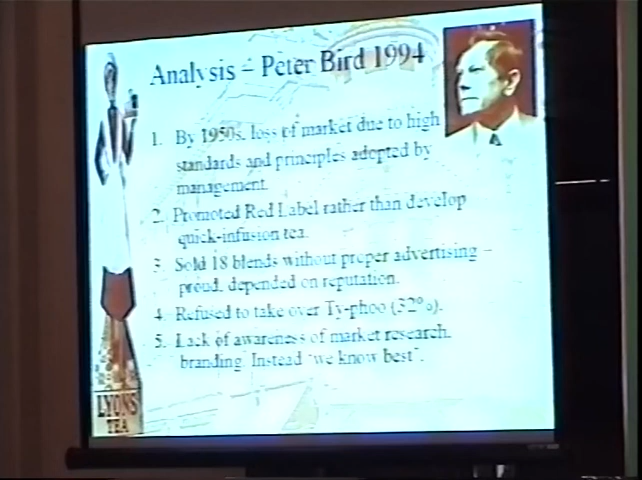 Analysis – Peter Bird 1994
1. By 1950s, loss of market due to high
standards and principles adopted by
management.
2. Promoted Red Label rather than develop
quick-infusion tea.
3. Sold 18 blends without proper advertising –
proud, depended on reputation.
4. Refused to take over Ty-phoo (32%).
5. Lack of awareness of market research,
branding. Instead "we know best".
LYONS
TEA